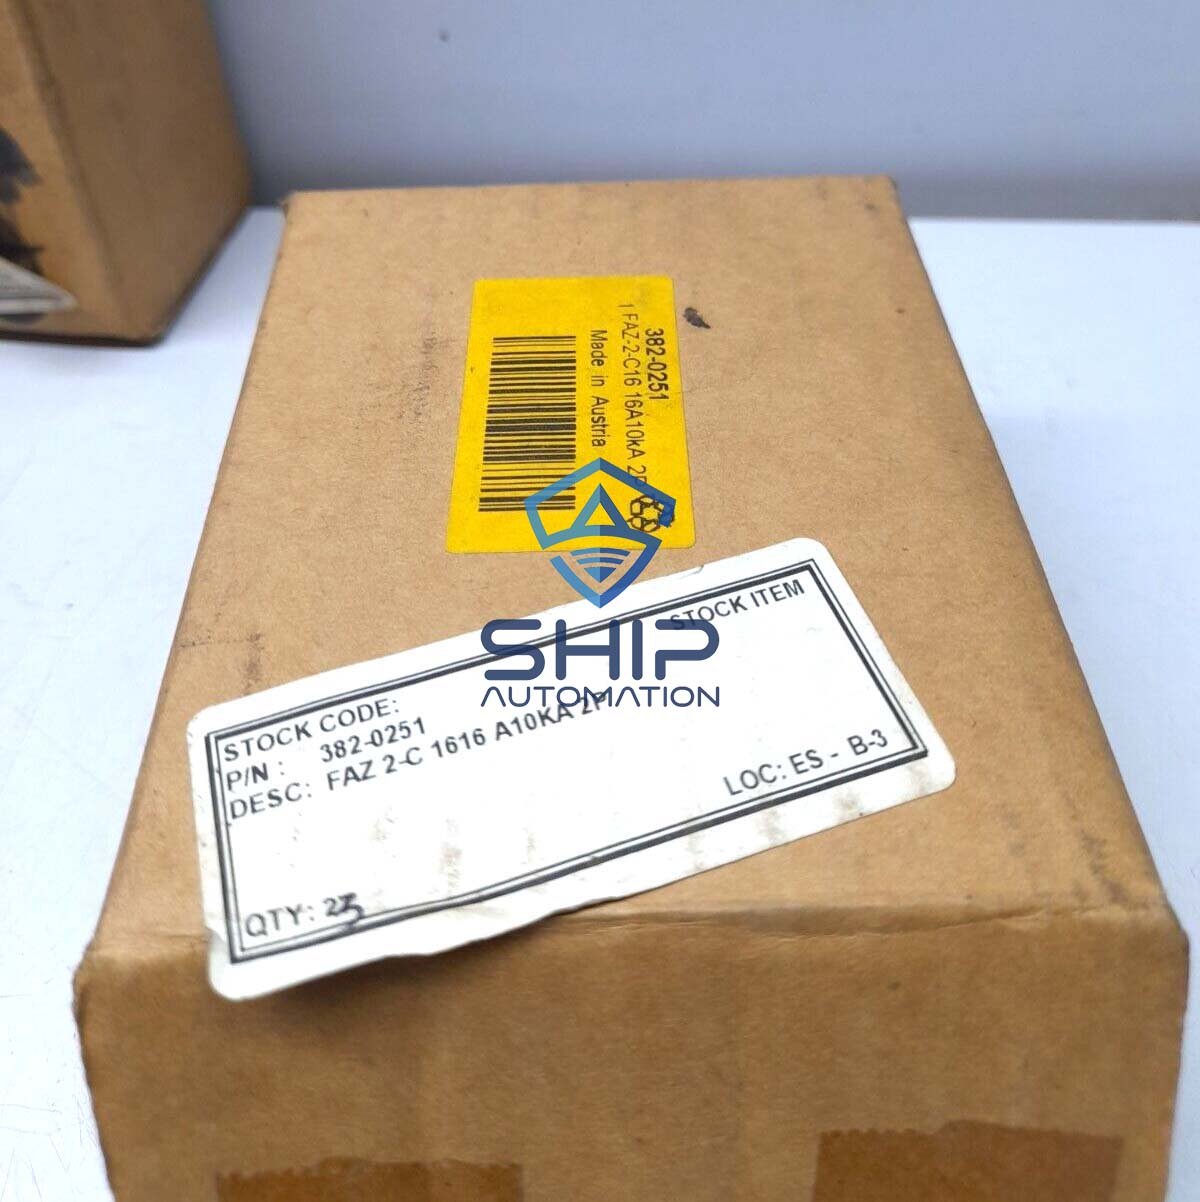 382-0251
1 FAZ-2-C16 16A10kA 2P
Made in Austria
SHIP
AUTOMATION
STOCK ITEM
STOCK CODE:
P/N : 382-0251
DESC: FAZ 2-C 1616 A10KA 2P
LOC: ES - B-3
QTY: